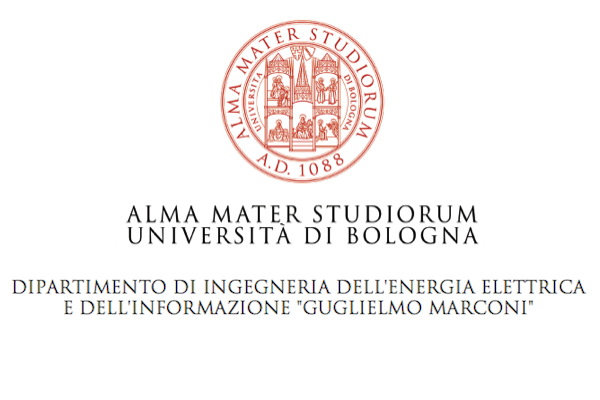 ALMA MATER STUDIORUM
A.D. 1088
UNIVERSITÀ DI BOLOGNA
ALMA MATER STUDIORUM
UNIVERSITÀ DI BOLOGNA
DIPARTIMENTO DI INGEGNERIA DELL'ENERGIA ELETTRICA
E DELL'INFORMAZIONE "GUGLIELMO MARCONI"